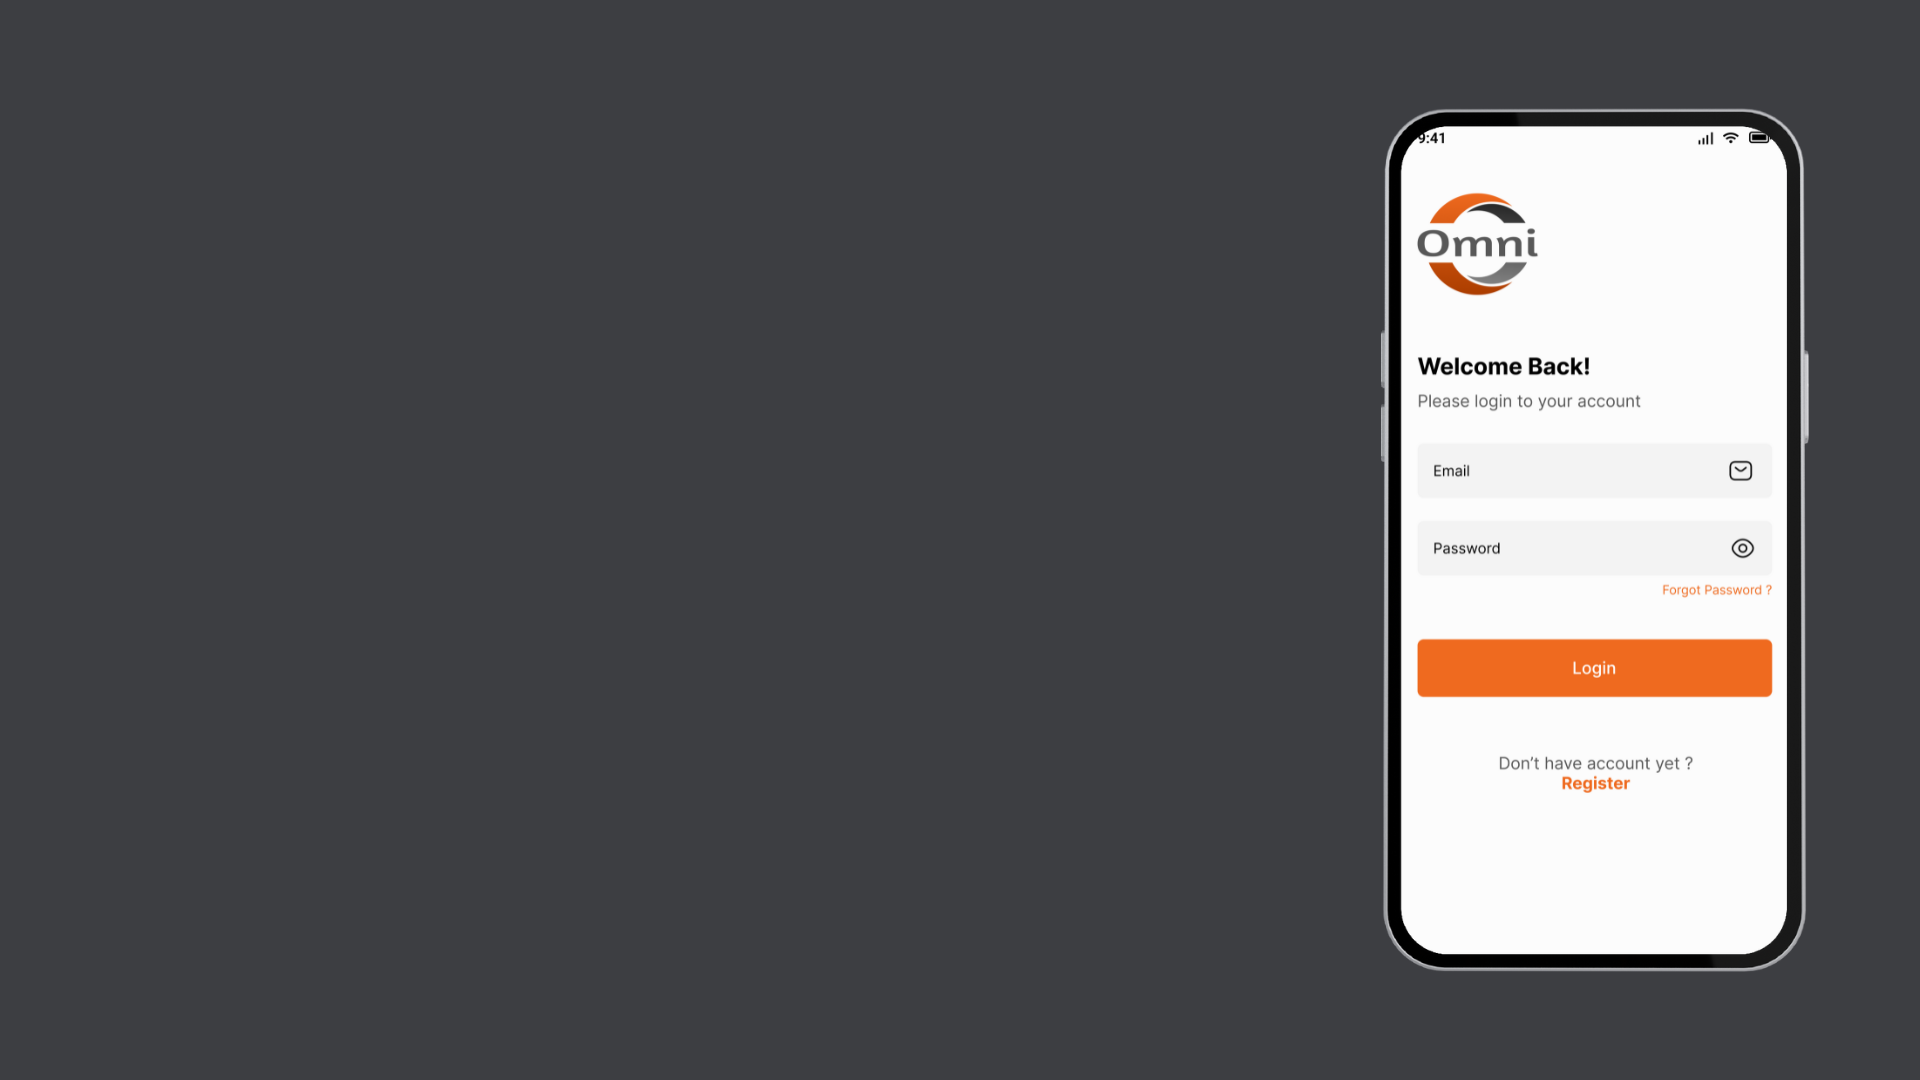 9:41
Omni
Welcome Back!
Please login to your account
Email
Password
Forgot Password ?
Login
Don’t have account yet ?
Register